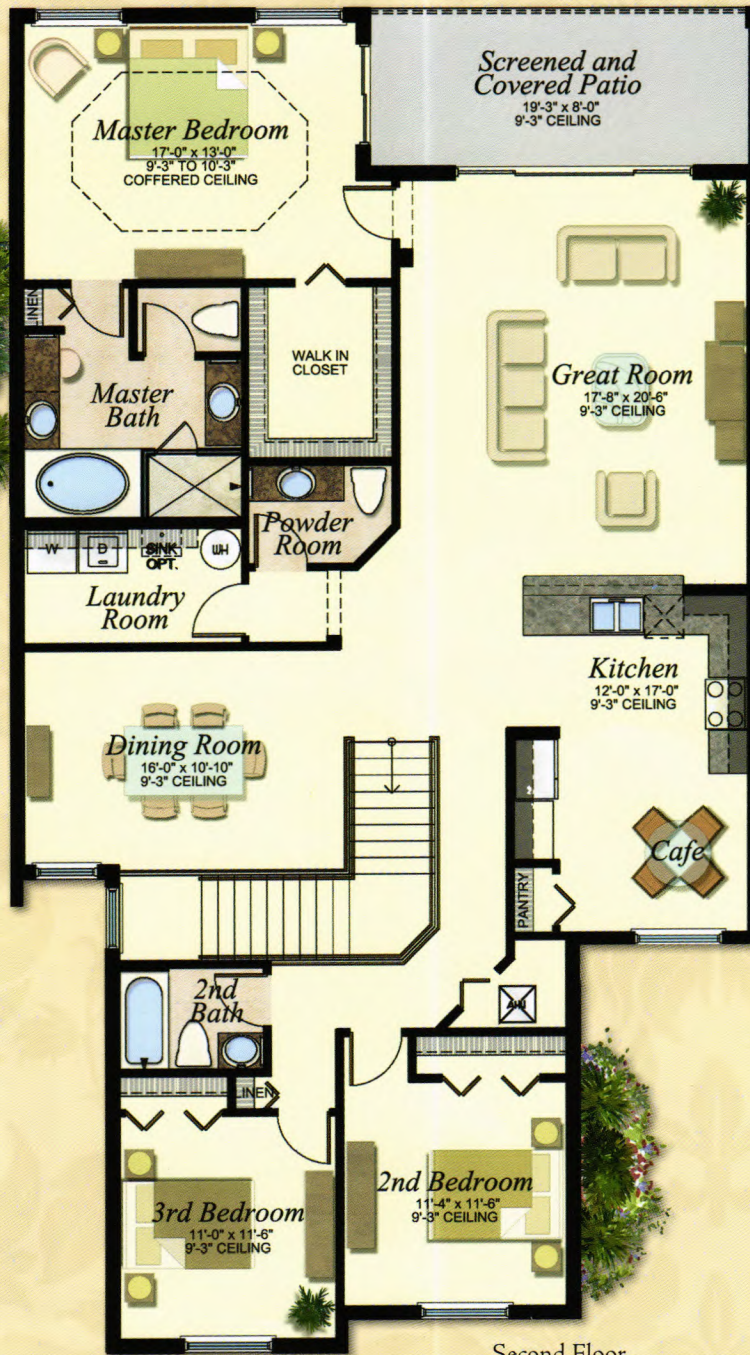 Screened and
Covered Patio
19'-3" x 8'-0"
9'-3" CEILING
Master Bedroom
17'-0" x 13'-0"
9'-3" TO 10'-3"
COFFERED CEILING
LINEN
WALK IN
CLOSET
Master
Bath
Great Room
17'-8" x 20'-6"
9'-3" CEILING
Powder
Room
W
D
SINK
OPT.
WH
Laundry
Room
Kitchen
12'-0" x 17'-0"
9'-3" CEILING
Dining Room
16'-0" x 10'-10"
9'-3" CEILING
Cafe
PANTRY
2nd
Bath
LINEN
2nd Bedroom
11'-4" x 11'-6"
9'-3" CEILING
3rd Bedroom
11'-0" x 11'-6"
9'-3" CEILING
Second Floor